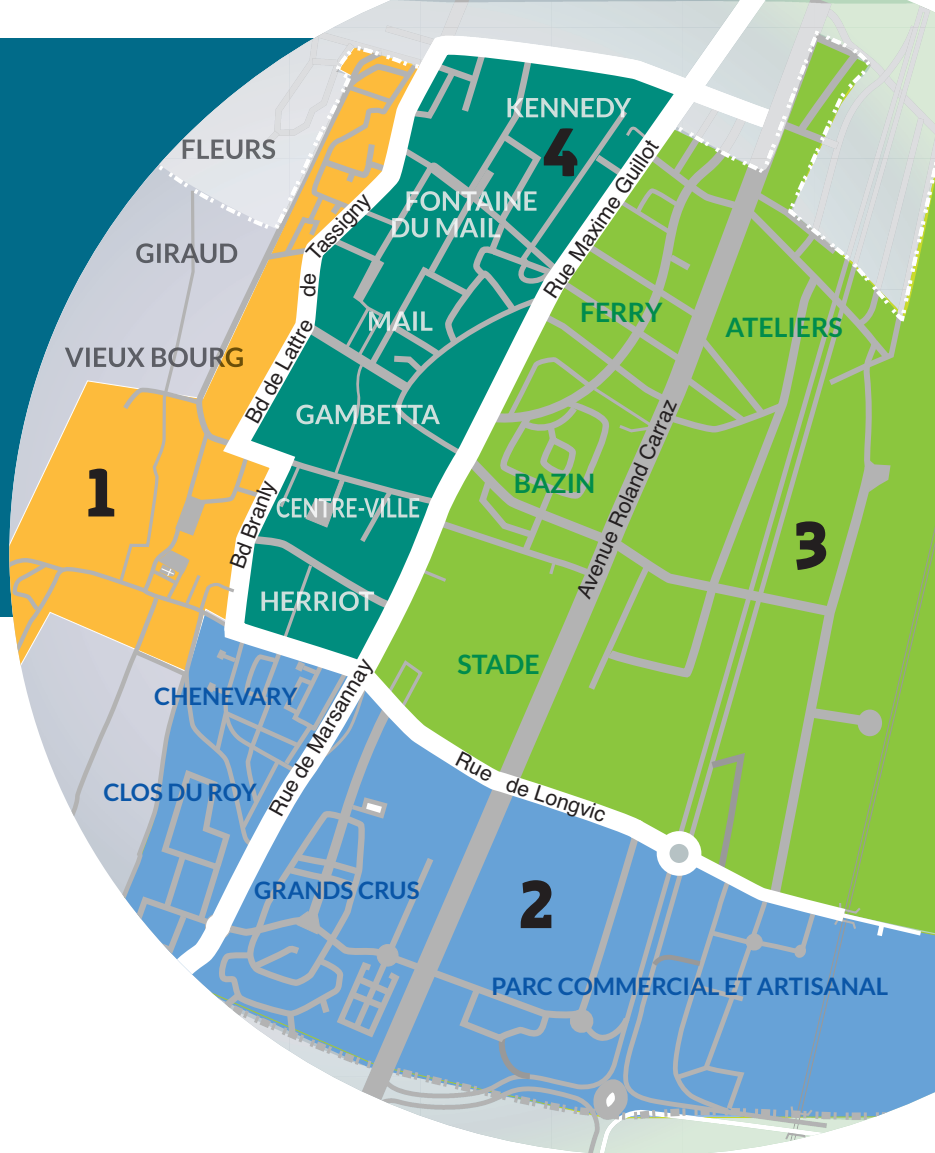 KENNEDY
4
FLEURS
FONTAINE
DU MAIL
GIRAUD
Bd de Lattre de Tassigny
Rue Maxime Guillot
MAIL
FERRY
ATELIERS
VIEUX BOURG
GAMBETTA
1
BAZIN
Avenue Roland Carraz
CENTRE-VILLE
Bd Branly
3
HERRIOT
STADE
CHENEVARY
Rue de Marsannay
CLOS DU ROY
Rue de Longvic
GRANDS CRUS
2
PARC COMMERCIAL ET ARTISANAL